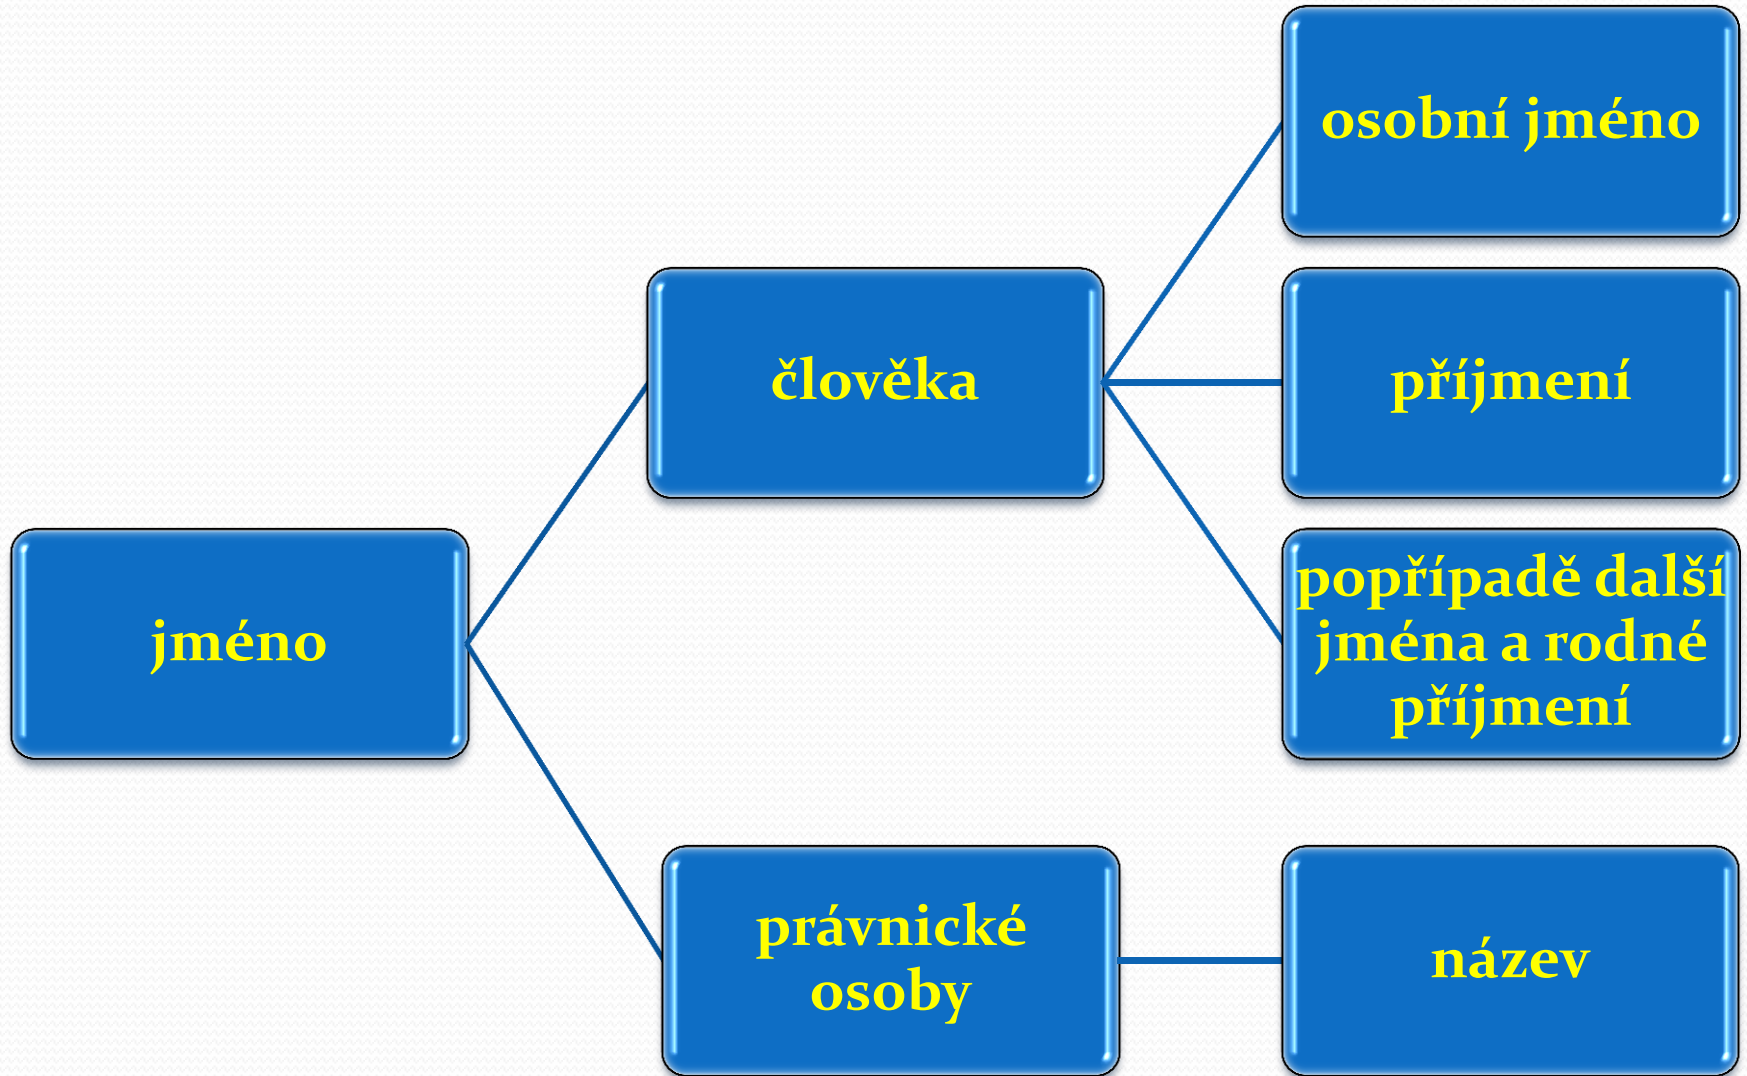 jméno
člověka
osobní jméno
příjmení
popřípadě další
jména a rodné
příjmení
právnické
osoby
název